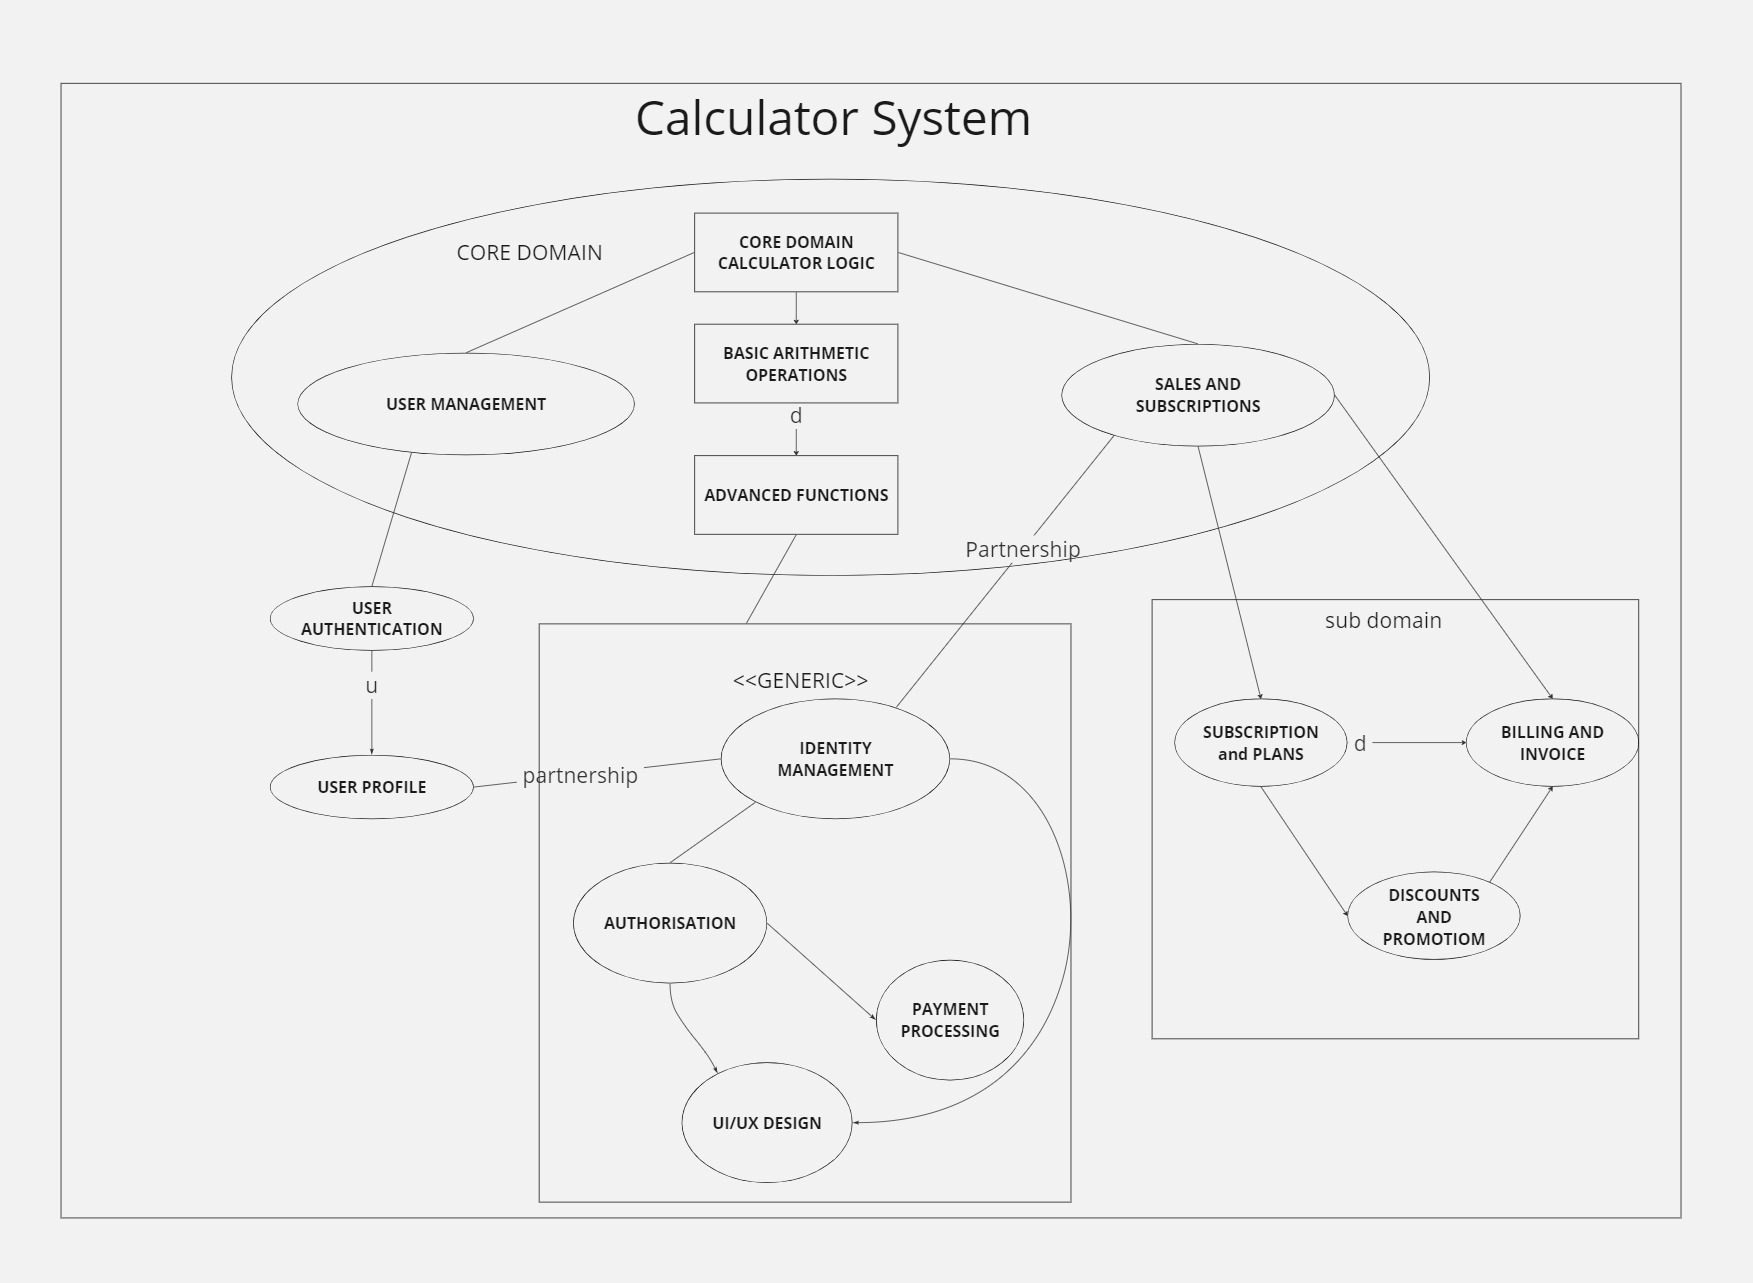 Calculator System
CORE DOMAIN
CORE DOMAIN
CALCULATOR LOGIC
BASIC ARITHMETIC
OPERATIONS
d
ADVANCED FUNCTIONS
USER MANAGEMENT
SALES AND
SUBSCRIPTIONS
Partnership
USER
AUTHENTICATION
u
USER PROFILE
partnership
<<GENERIC>>
IDENTITY
MANAGEMENT
AUTHORISATION
PAYMENT
PROCESSING
UI/UX DESIGN
sub domain
SUBSCRIPTION
and PLANS
d
BILLING AND
INVOICE
DISCOUNTS
AND
PROMOTIOM